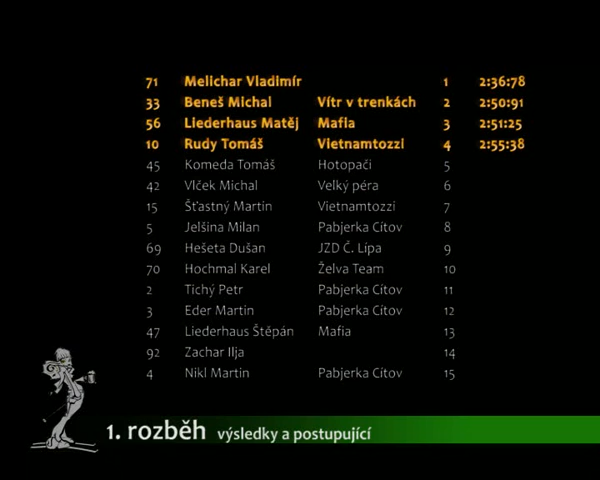 71 Melichar Vladimír 1 2:36:78
33 Beneš Michal Vítr v trenkách 2 2:50:91
56 Liederhaus Matěj Mafia 3 2:51:25
10 Rudy Tomáš Vietnamtozzi 4 2:55:38
45 Komeda Tomáš Hotopači 5
42 Vlček Michal Velký péra 6
15 Šťastný Martin Vietnamtozzi 7
5 Jelšina Milan Pabjerka Cítov 8
69 Hešeta Dušan JZD Č. Lípa 9
70 Hochmal Karel Želva Team 10
2 Tichý Petr Pabjerka Cítov 11
3 Eder Martin Pabjerka Cítov 12
47 Liederhaus Štěpán Mafia 13
92 Zachar Ilja 14
4 Nikl Martin Pabjerka Cítov 15
1. rozběh výsledky a postupující